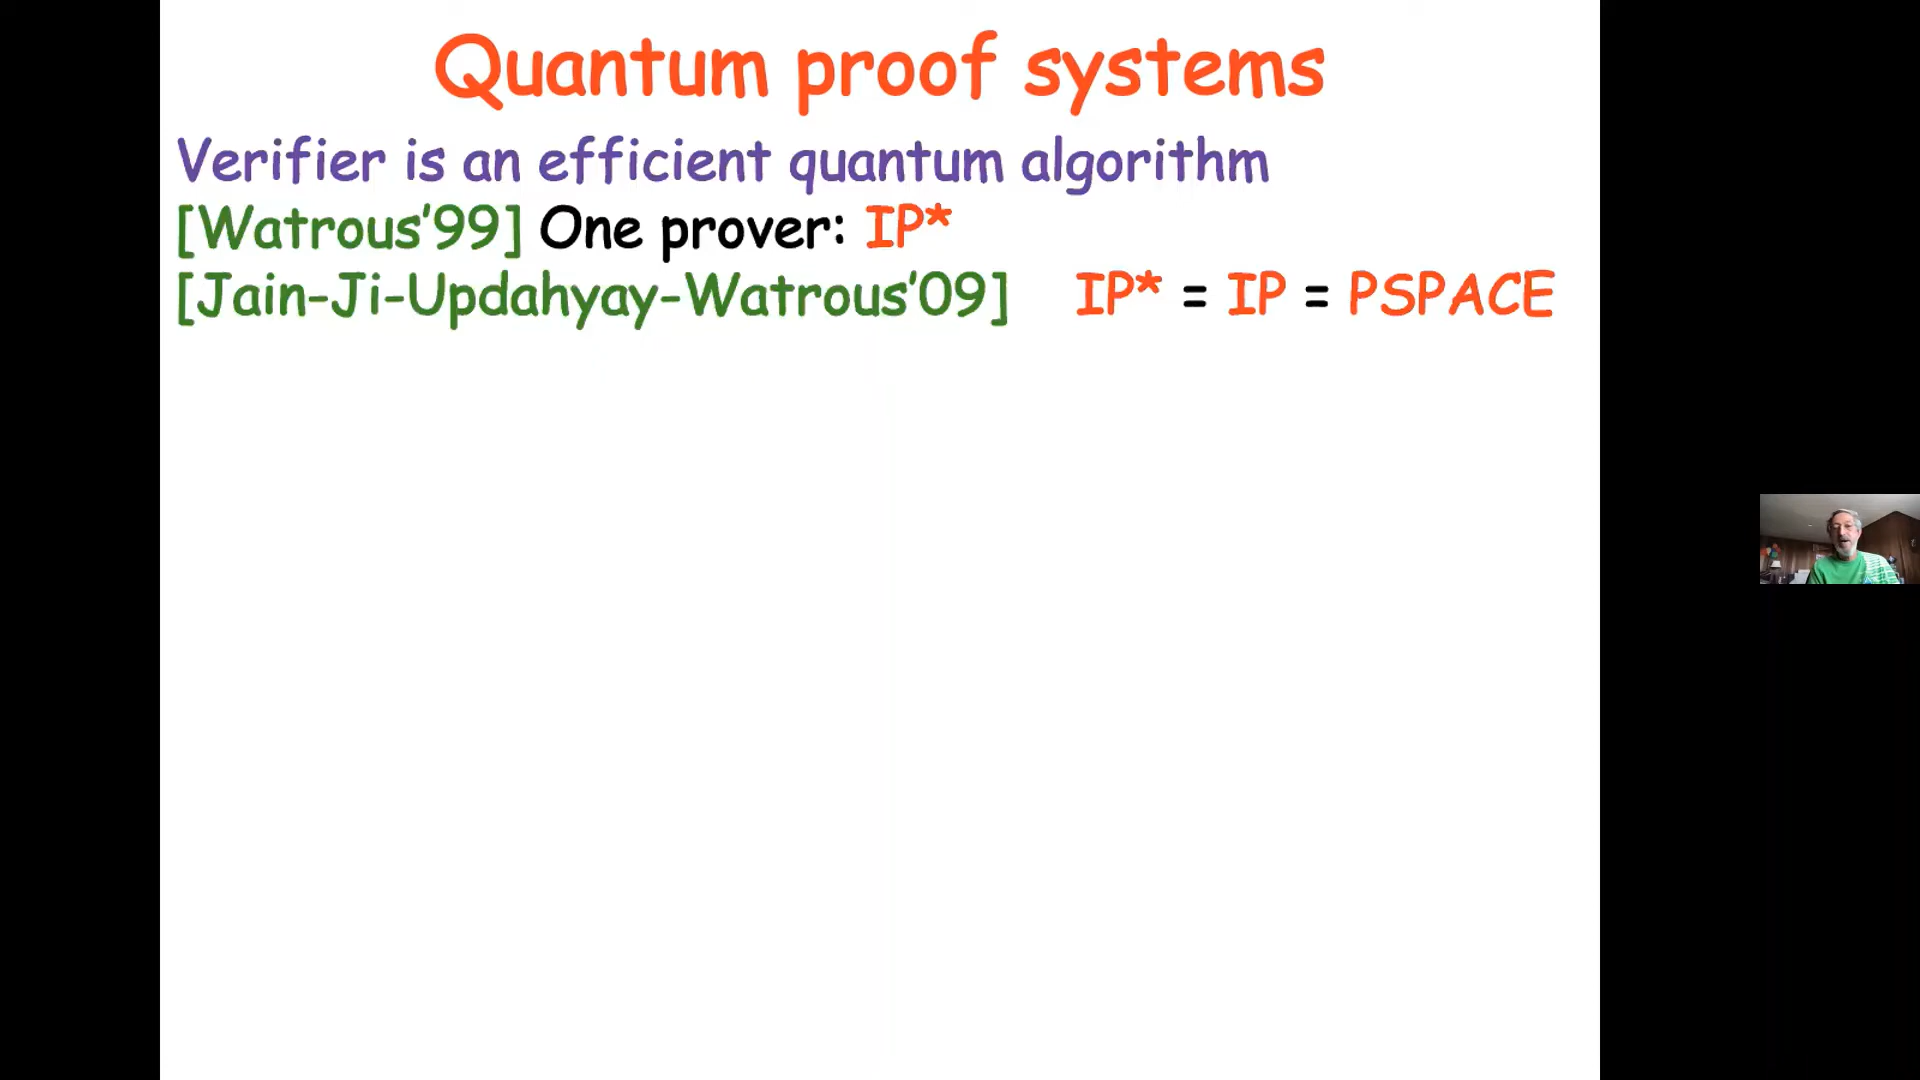 Quantum proof systems
Verifier is an efficient quantum algorithm
[Watrous’99] One prover: IP*
[Jain-Ji-Updahyay-Watrous’09] IP* = IP = PSPACE